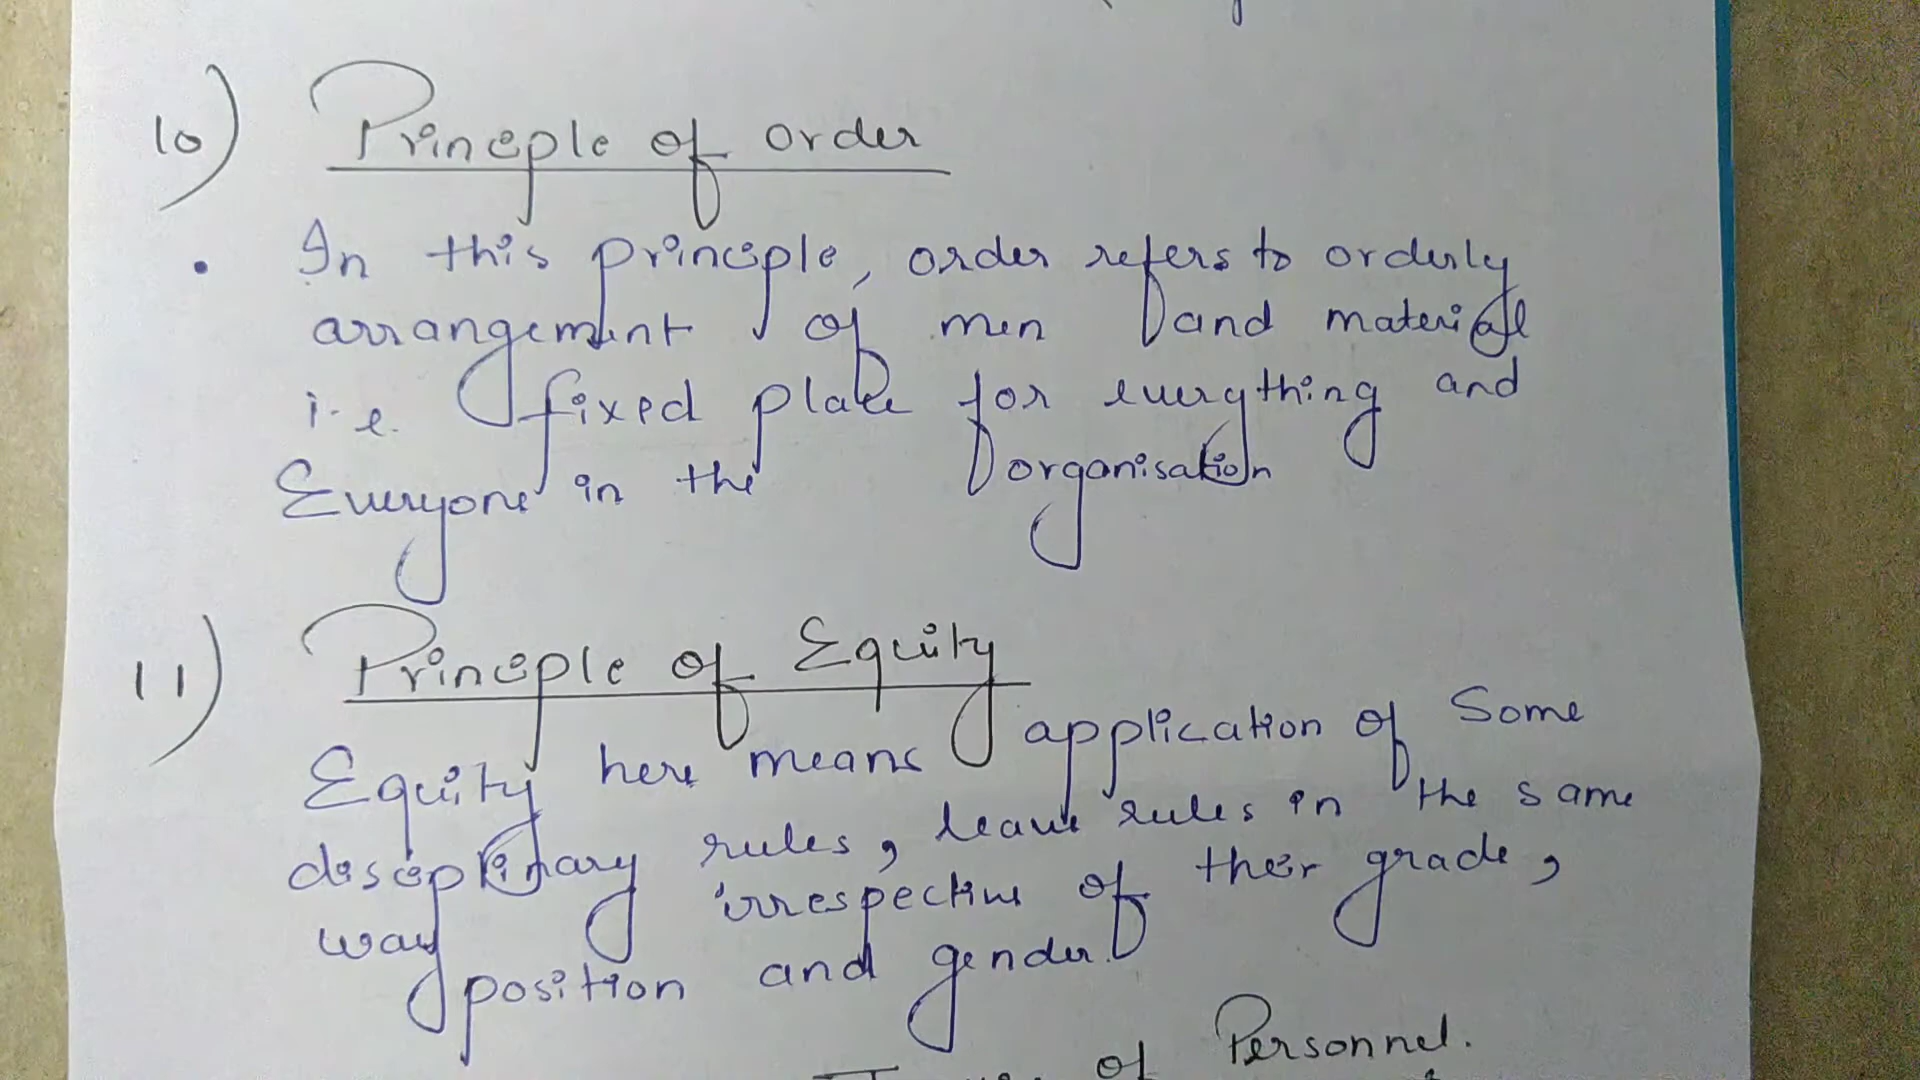 10) Principle of order
• In this principle, order refers to orderly
arrangement of men and material
i.e. fixed place for everything and
Everyone in the organisation
11) Principle of Equity
Equity here means application of Some
disciplinary rules, leave rules in the same
way irrespective of their grade,
position and gender.
of Personnel.